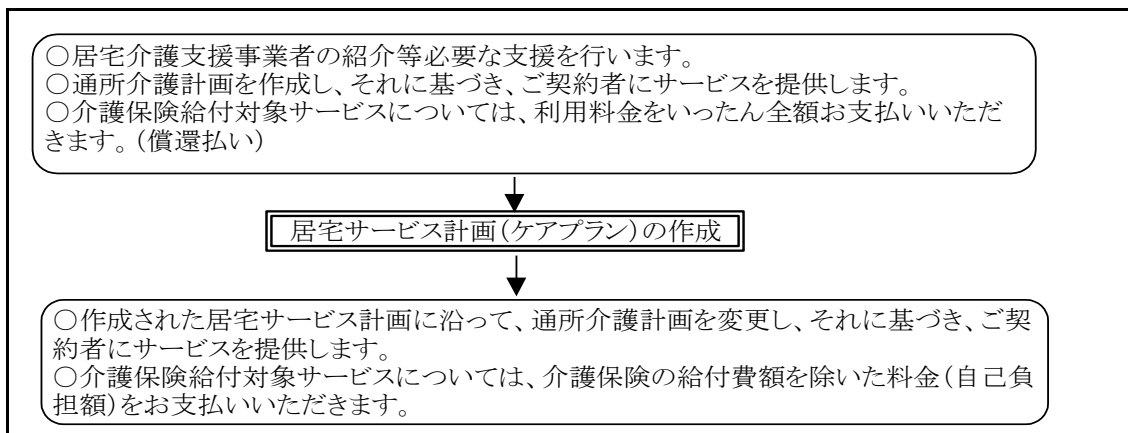 ○居宅介護支援事業者の紹介等必要な支援を行います。
○通所介護計画を作成し、それに基づき、ご契約者にサービスを提供します。
○介護保険給付対象サービスについては、利用料金をいったん全額お支払いいただ
きます。(償還払い)
居宅サービス計画(ケアプラン)の作成
○作成された居宅サービス計画に沿って、通所介護計画を変更し、それに基づき、ご契
約者にサービスを提供します。
○介護保険給付対象サービスについては、介護保険の給付費額を除いた料金(自己負
担額)をお支払いいただきます。